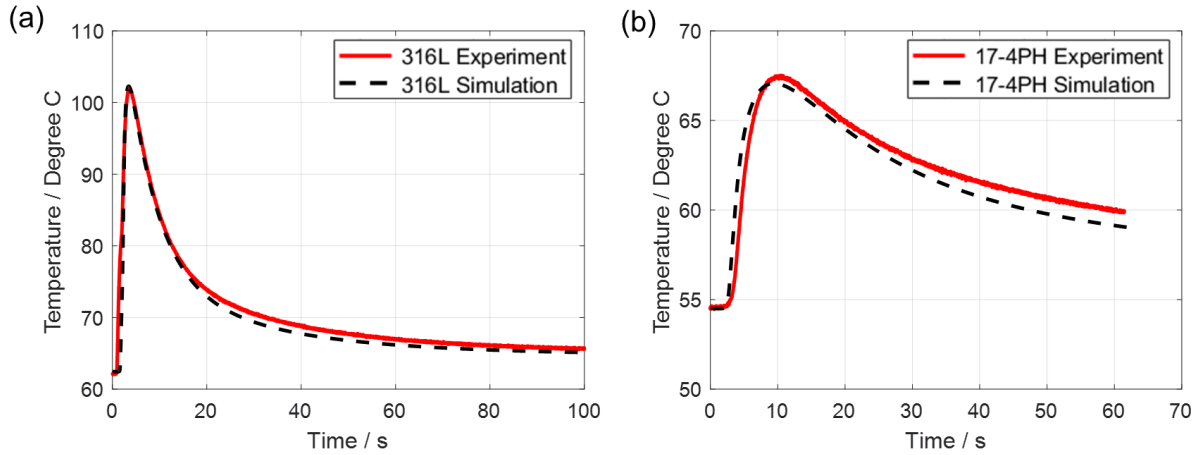 (a)
110
100
90
80
70
60
0
20
40
60
80
100
Temperature / Degree C
Time / s
316L Experiment
316L Simulation
(b)
70
65
60
55
50
0
10
20
30
40
50
60
70
Temperature / Degree C
Time / s
17-4PH Experiment
17-4PH Simulation